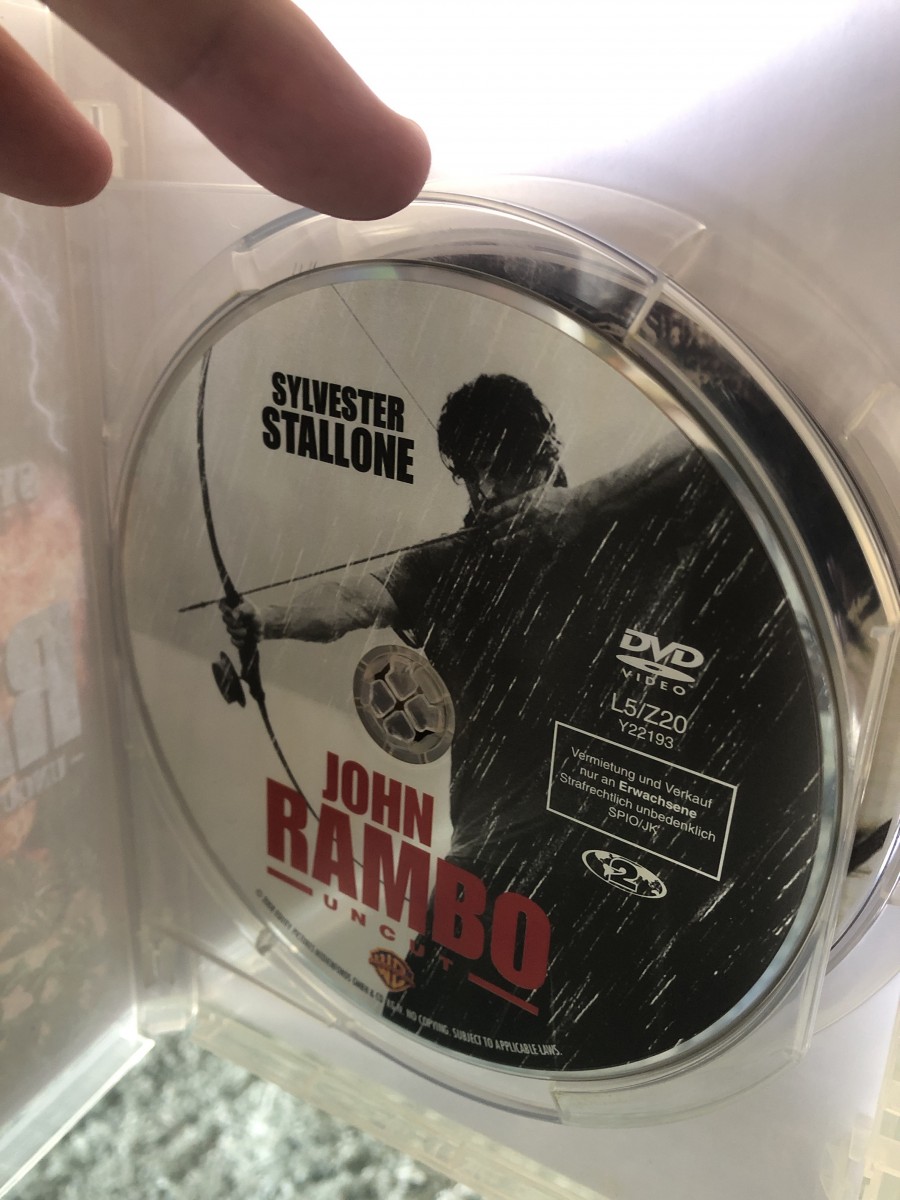 SYLVESTER
STALLONE
DVD
VIDEO
L5/Z20
Y22193
Vermietung und Verkauf
nur an Erwachsene
Strafrechtlich unbedenklich
SPIO/JK
2
JOHN
RAMBO
UNCUT
WB
NO COPYING. SUBJECT TO APPLICABLE LAWS.